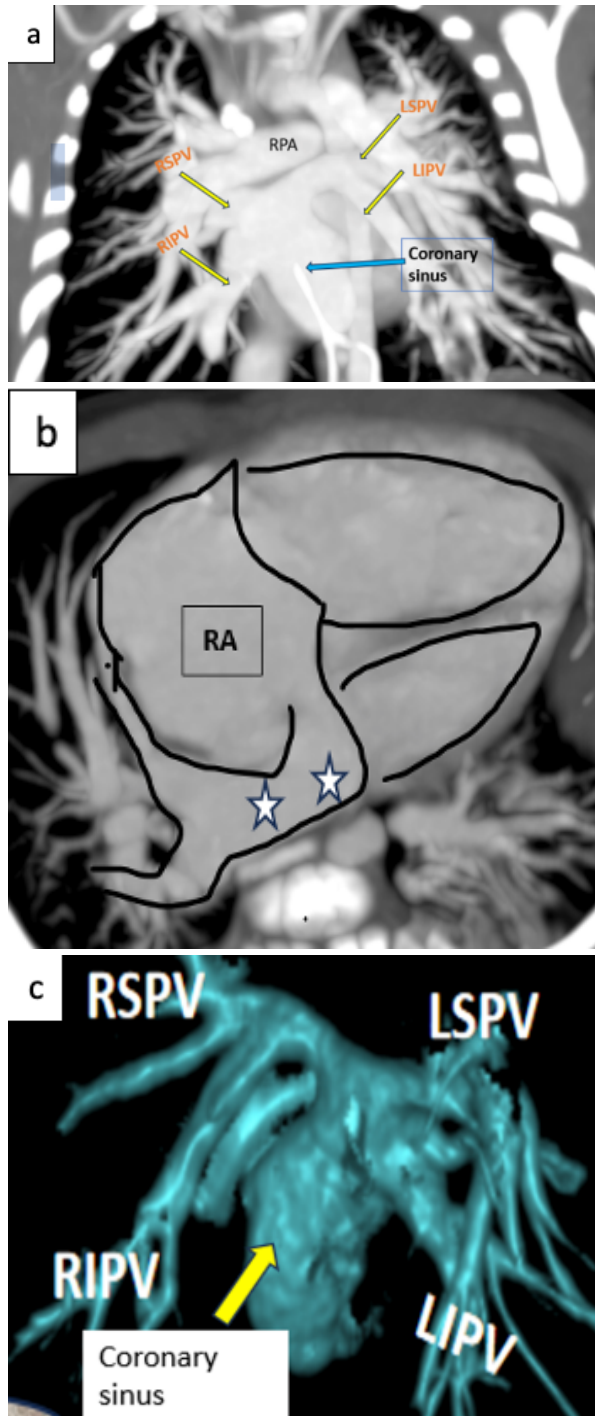 a
LSPV
RPA
RSPV
LIPV
RIPV
Coronary
sinus
b
RA
c
RSPV
LSPV
RIPV
LIPV
Coronary
sinus